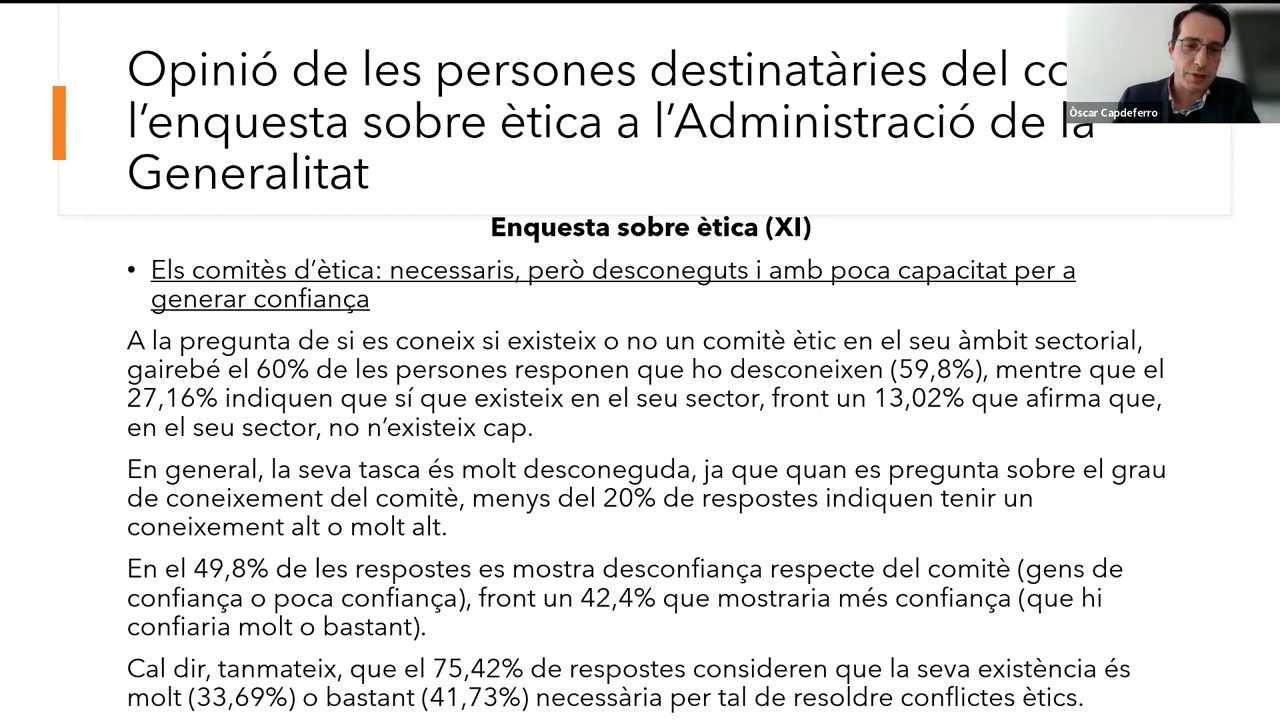 Opinió de les persones destinatàries del co
l’enquesta sobre ètica a l’Administració de la
Generalitat
Òscar Capdeferro
Enquesta sobre ètica (XI)
• Els comitès d’ètica: necessaris, però desconeguts i amb poca capacitat per a
generar confiança
A la pregunta de si es coneix si existeix o no un comitè ètic en el seu àmbit sectorial,
gairebé el 60% de les persones responen que ho desconeixen (59,8%), mentre que el
27,16% indiquen que sí que existeix en el seu sector, front un 13,02% que afirma que,
en el seu sector, no n’existeix cap.
En general, la seva tasca és molt desconeguda, ja que quan es pregunta sobre el grau
de coneixement del comitè, menys del 20% de respostes indiquen tenir un
coneixement alt o molt alt.
En el 49,8% de les respostes es mostra desconfiança respecte del comitè (gens de
confiança o poca confiança), front un 42,4% que mostraria més confiança (que hi
confiaria molt o bastant).
Cal dir, tanmateix, que el 75,42% de respostes consideren que la seva existència és
molt (33,69%) o bastant (41,73%) necessària per tal de resoldre conflictes ètics.